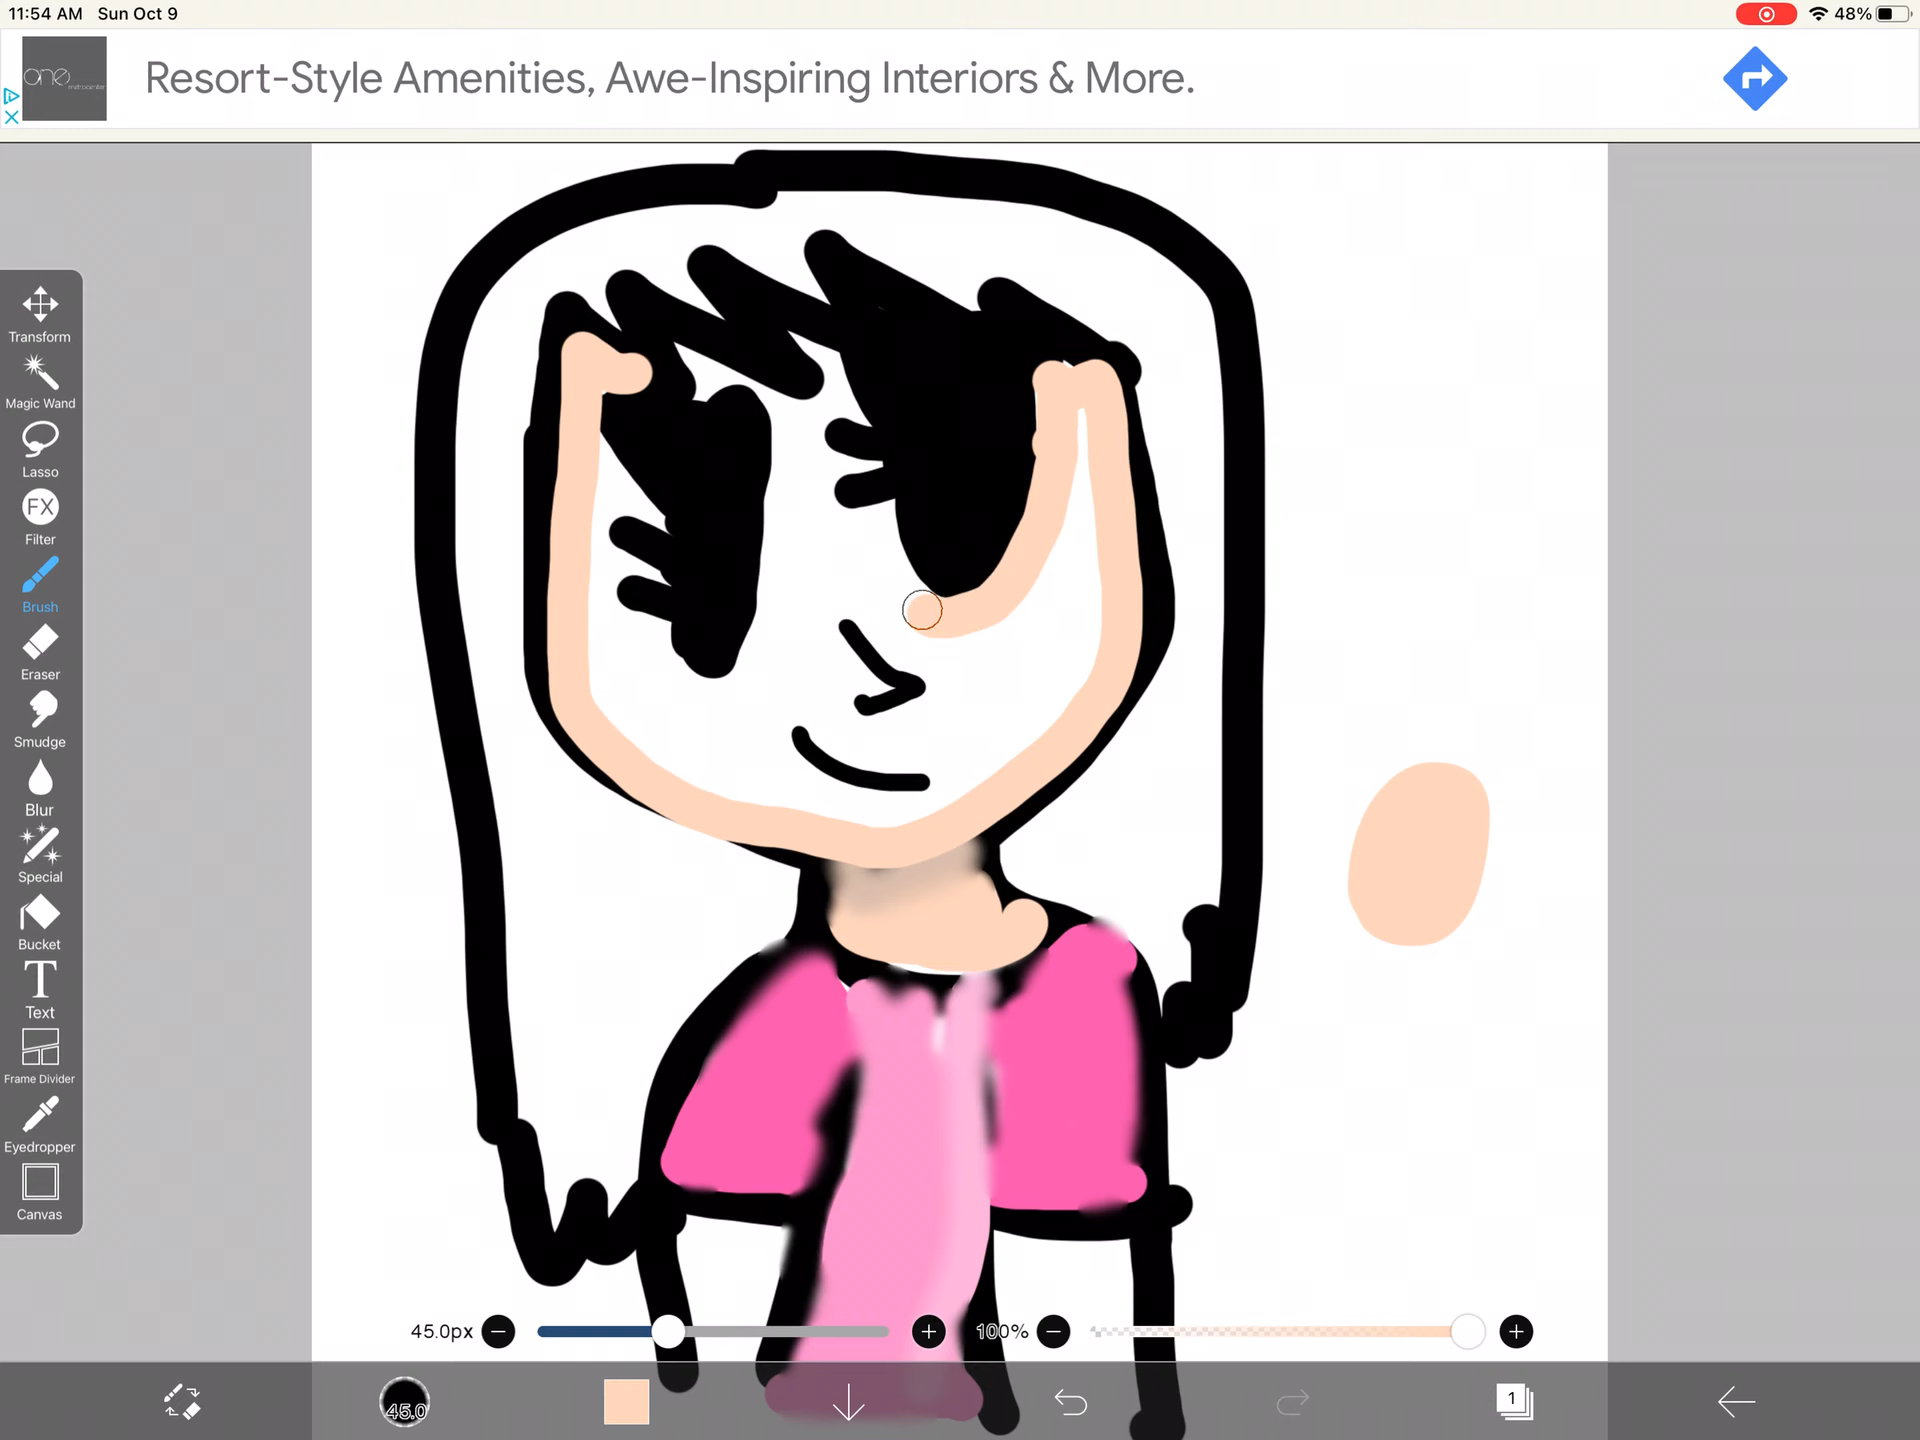 11:54 AM Sun Oct 9
48%
one
Resort-Style Amenities, Awe-Inspiring Interiors & More.
Transform
Magic Wand
Lasso
FX
Filter
Brush
Eraser
Smudge
Blur
Special
Bucket
T
Text
Frame Divider
Eyedropper
Canvas
45.0px
100%
45.0
1